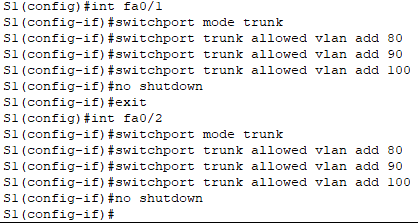 S1(config)#int fa0/1
S1(config-if)#switchport mode trunk
S1(config-if)#switchport trunk allowed vlan add 80
S1(config-if)#switchport trunk allowed vlan add 90
S1(config-if)#switchport trunk allowed vlan add 100
S1(config-if)#no shutdown
S1(config-if)#exit
S1(config)#int fa0/2
S1(config-if)#switchport mode trunk
S1(config-if)#switchport trunk allowed vlan add 80
S1(config-if)#switchport trunk allowed vlan add 90
S1(config-if)#switchport trunk allowed vlan add 100
S1(config-if)#no shutdown
S1(config-if)#